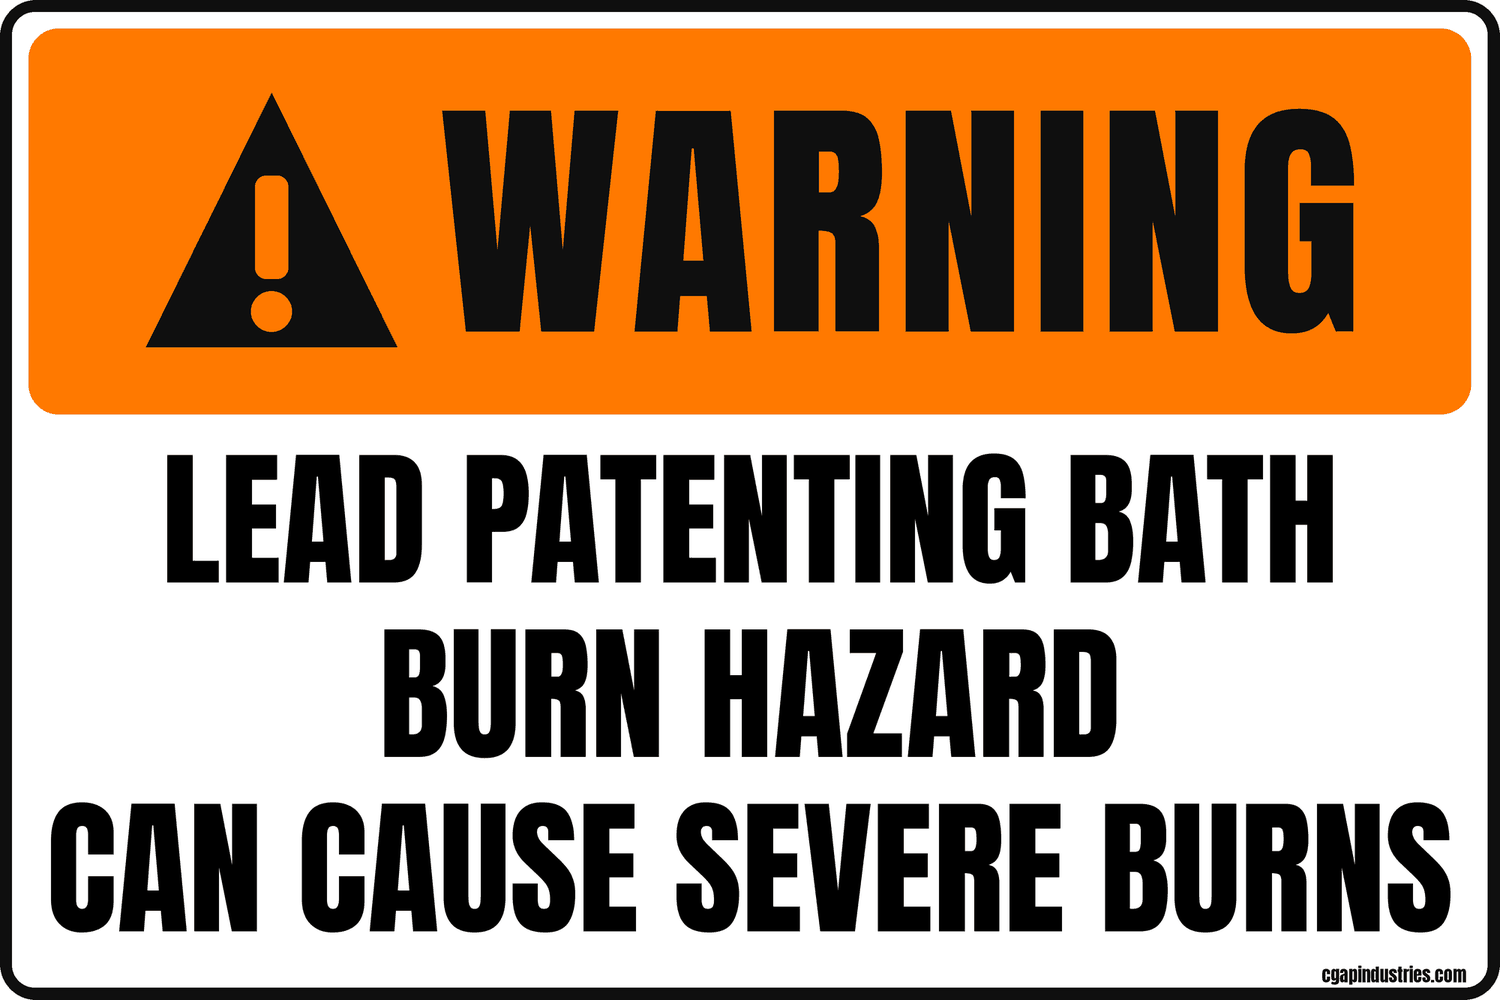 WARNING
LEAD PATENTING BATH
BURN HAZARD
CAN CAUSE SEVERE BURNS
cgapindustries.com